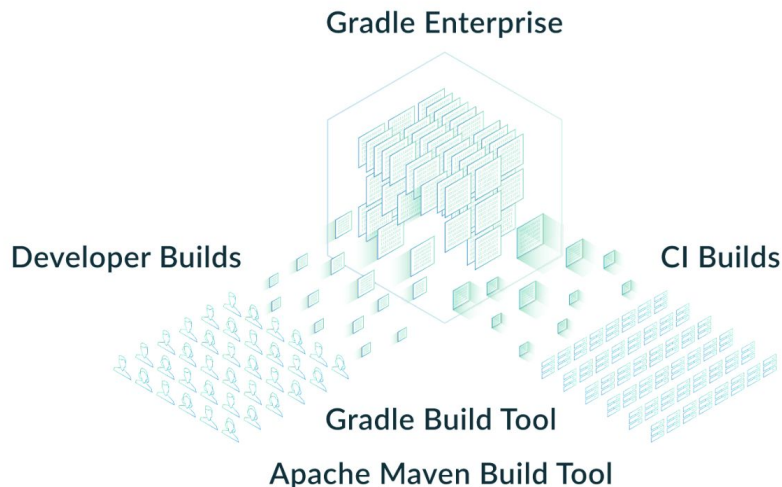 Gradle Enterprise
Developer Builds
CI Builds
Gradle Build Tool
Apache Maven Build Tool